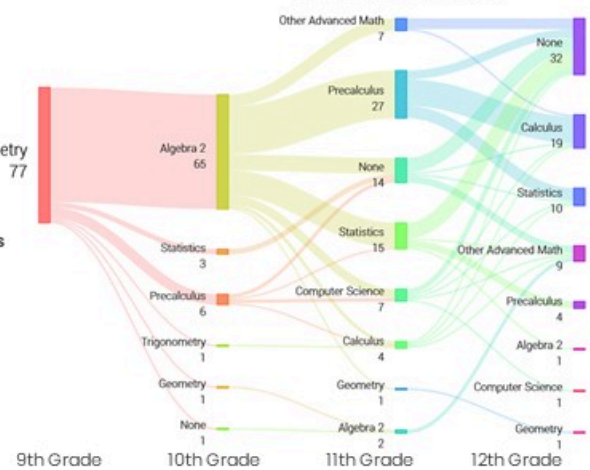 etry
77
s
Algebra 2
65
Statistics
3
Precalculus
6
Trigonometry
1
Geometry
1
None
1
Other Advanced Math
7
Precalculus
27
None
14
Statistics
15
Computer Science
7
Calculus
4
Geometry
1
Algebra 2
2
None
32
Calculus
19
Statistics
10
Other Advanced Math
9
Precalculus
4
Algebra 2
1
Computer Science
1
Geometry
1
9th Grade 10th Grade 11th Grade 12th Grade